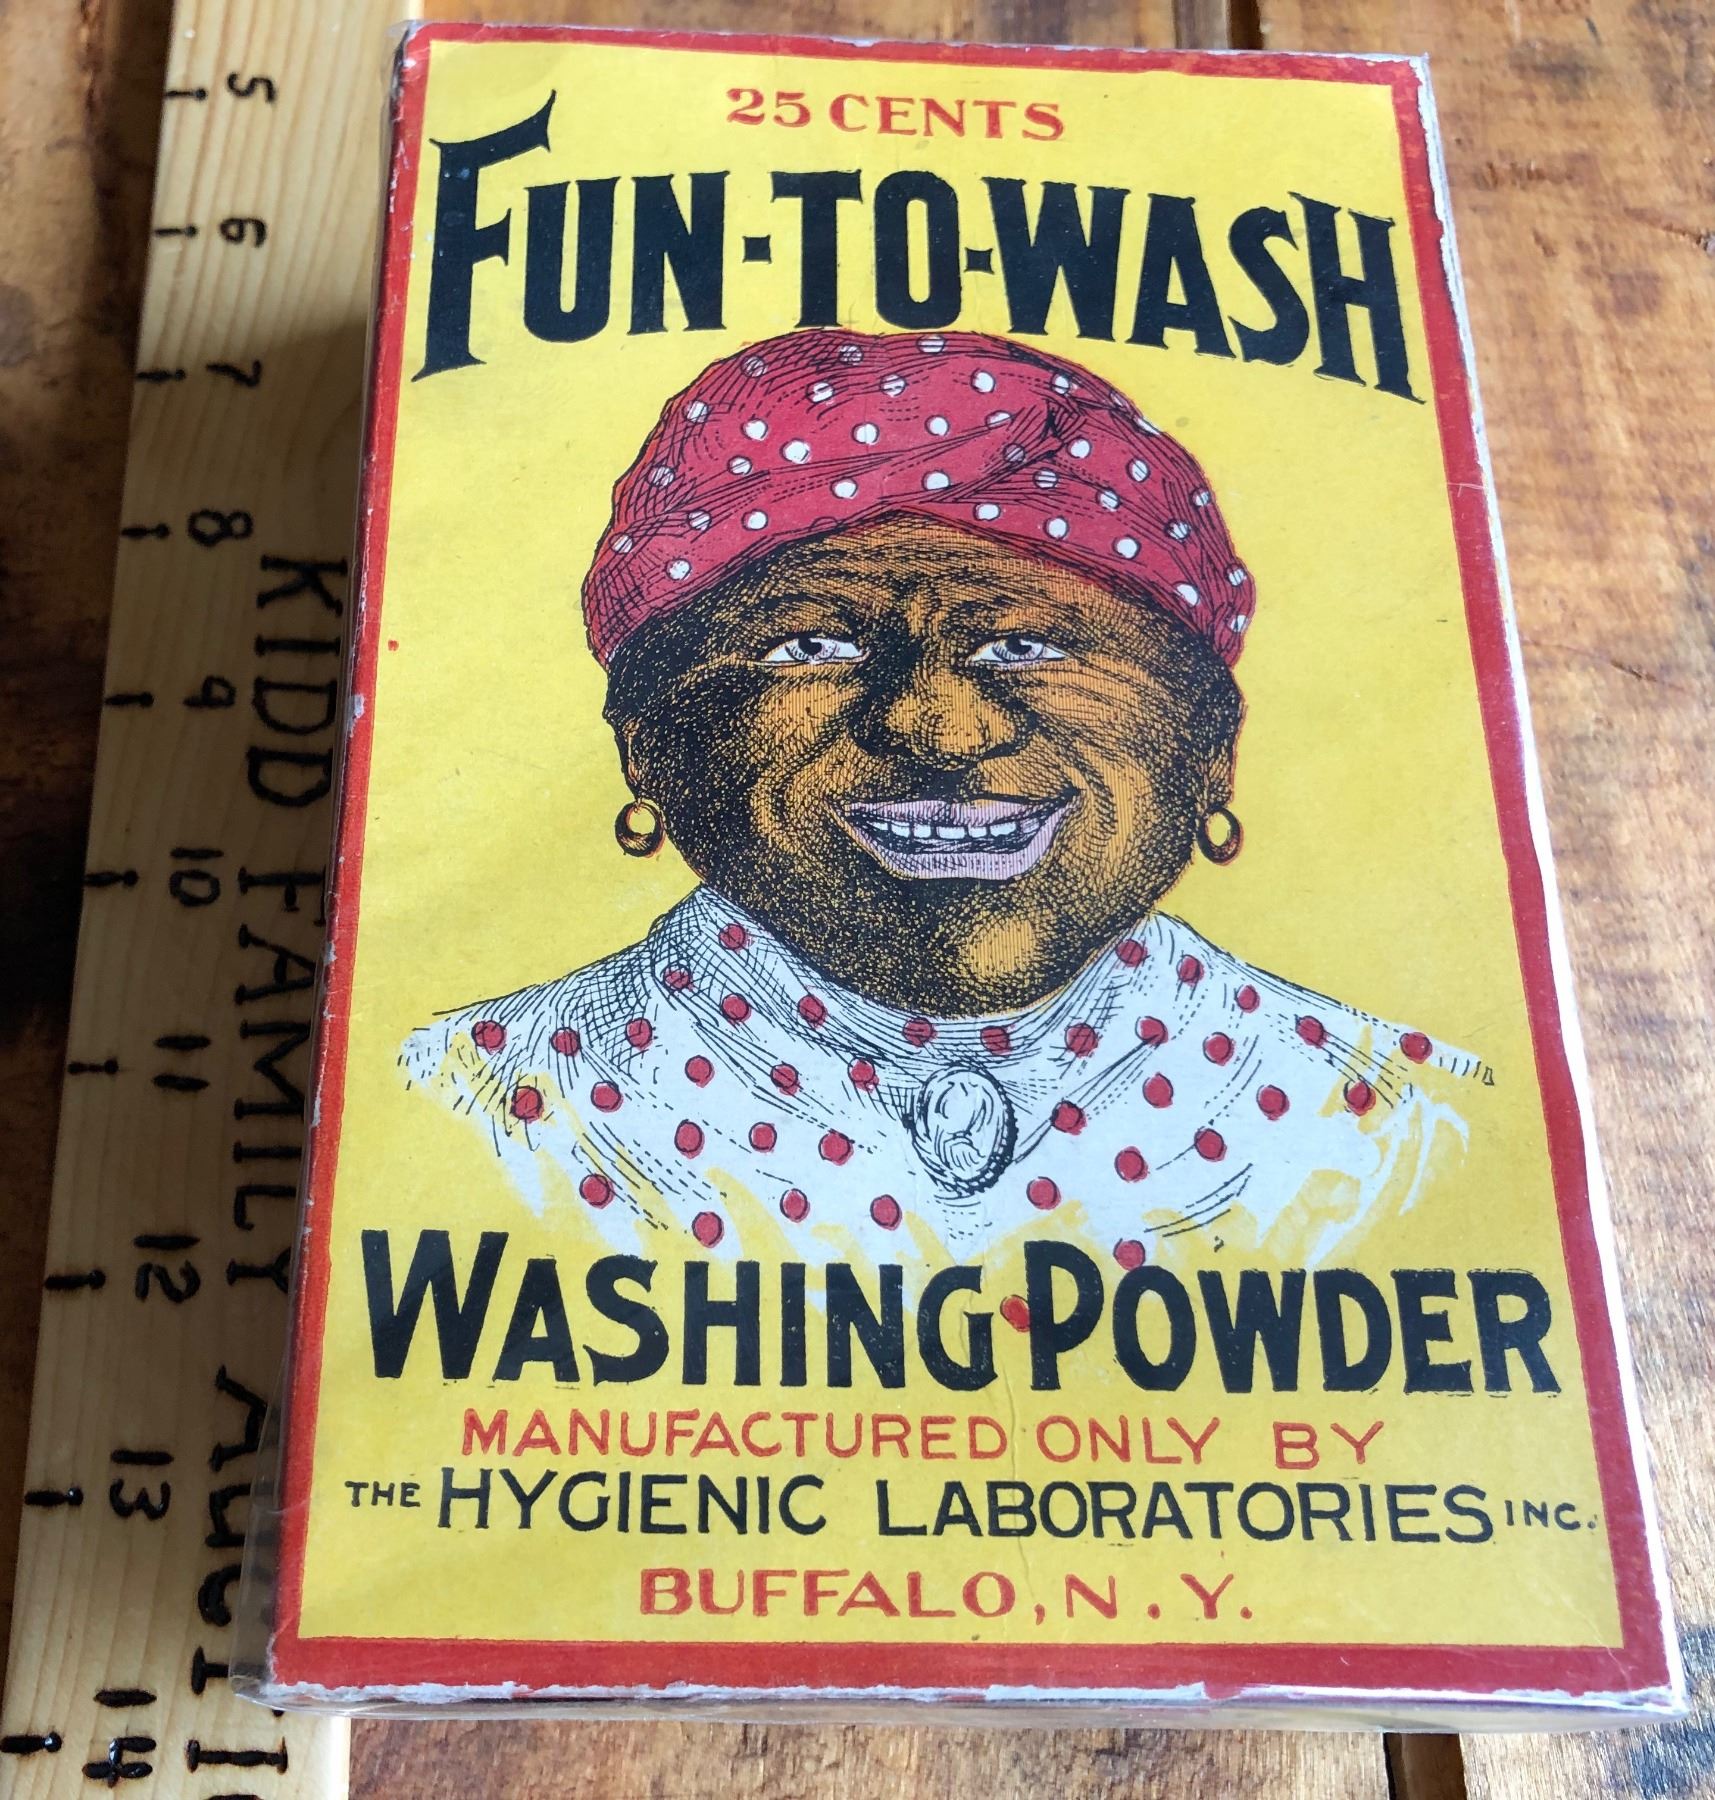 25 CENTS
FUN-TO-WASH
WASHING POWDER
MANUFACTURED ONLY BY
THE HYGIENIC LABORATORIES INC.
BUFFALO, N.Y.
5
6
7
8
9
10
11
12
13
14
KIDD FAMILY